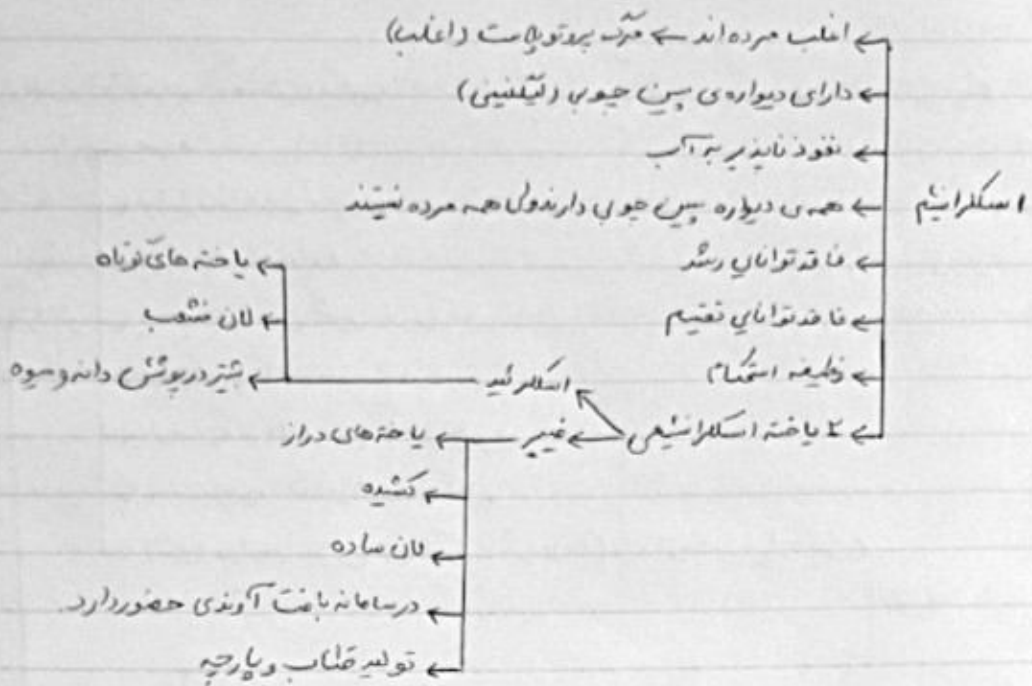 اغلب مرده‌اند ← مرگ پروتوپلاست (اغلب)
دارای دیواره‌ی پسین چوبی (لیگنینی)
نفوذ ناپذیر به آب
اسکلرانشیم
همه‌ی دیواره پسین چوبی دارند ولی همه مرده نیستند
فاقد توانایی رشد
یاخته های کوتاه
فاقد توانایی تقسیم
لان منشعب
وظیفه استحکام
اسکلرئید
بیشتر در پوشش دانه و میوه
۲ یاخته اسکلرانشیمی
فیبر
یاخته‌های دراز
کشیده
لان ساده
در سامانه بافت آوندی حضور دارد
تولید طناب و پارچه